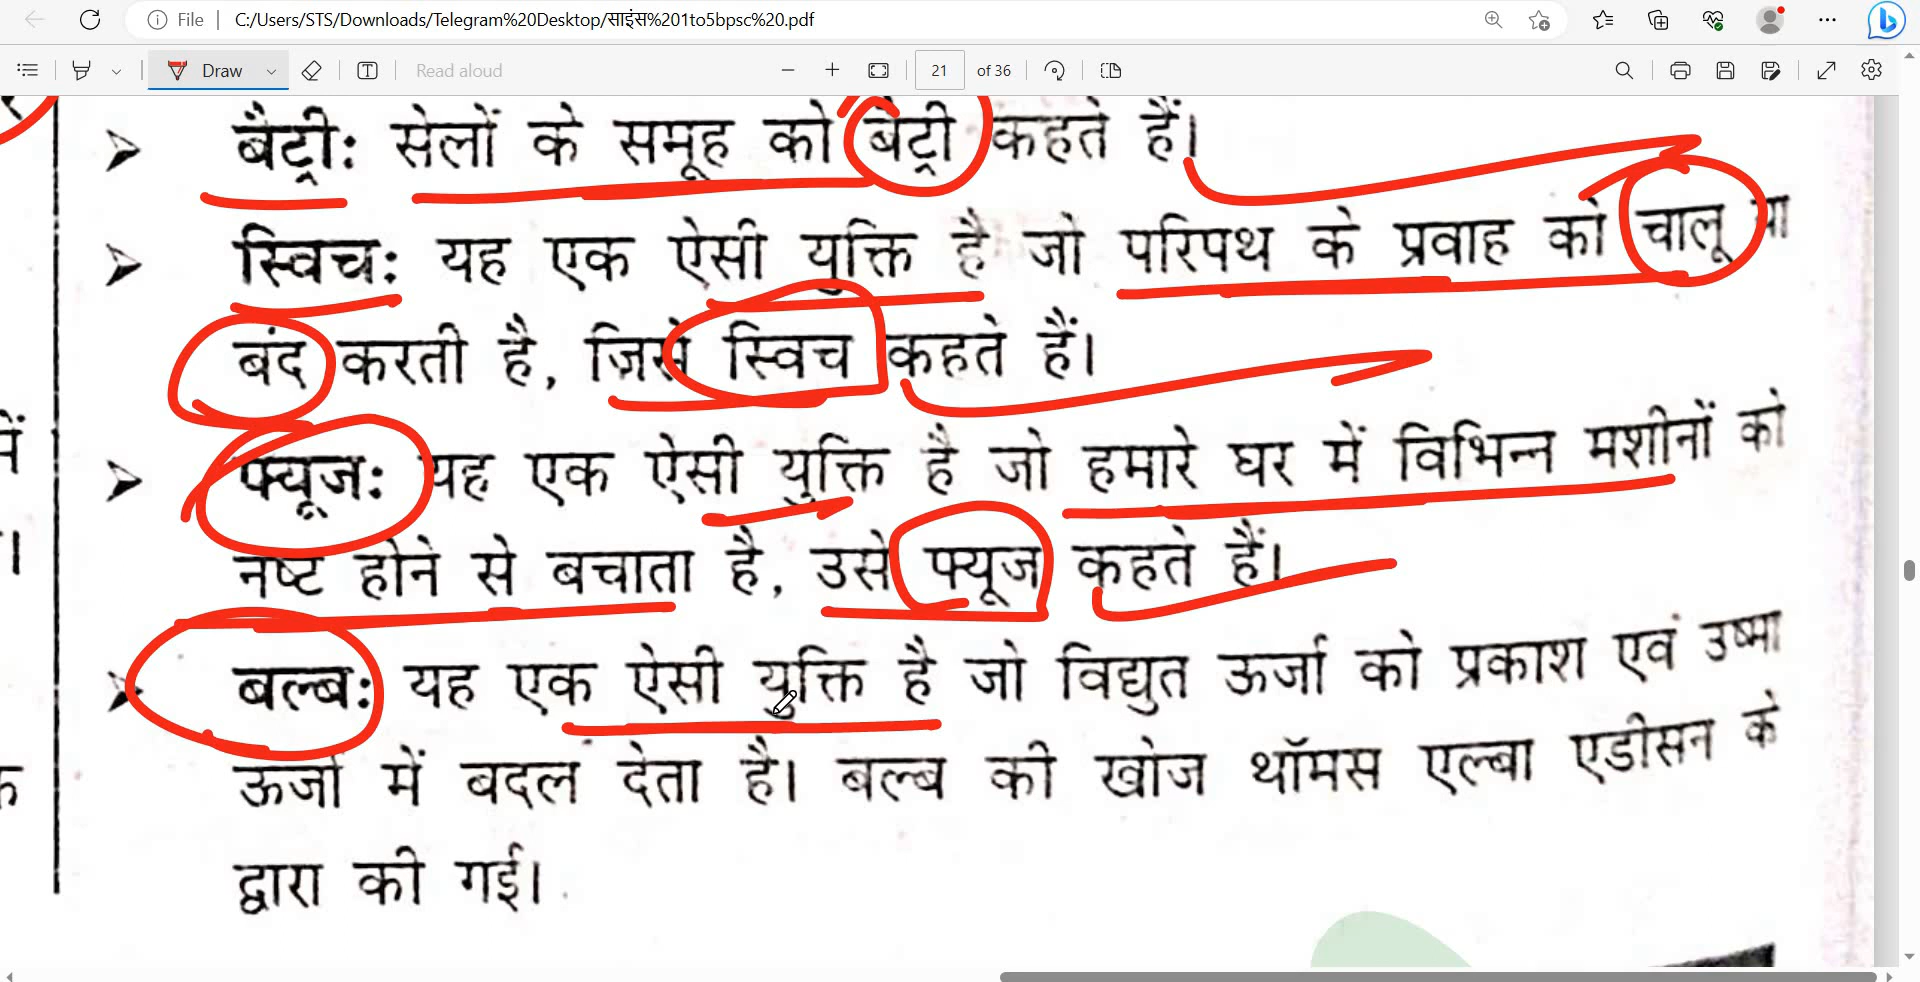 File C:/Users/STS/Downloads/Telegram%20Desktop/साइंस%201to5bpsc%20.pdf
Draw Read aloud 21 of 36
बैट्री: सेलों के समूह को बैट्री कहते हैं।
स्विच: यह एक ऐसी युक्ति है जो परिपथ के प्रवाह को चालू या
बंद करती है, जिसे स्विच कहते हैं।
फ्यूज: यह एक ऐसी युक्ति है जो हमारे घर में विभिन्न मशीनों को
नष्ट होने से बचाता है, उसे फ्यूज कहते हैं।
बल्ब: यह एक ऐसी युक्ति है जो विद्युत ऊर्जा को प्रकाश एवं उष्मा
ऊर्जा में बदल देता है। बल्ब की खोज थॉमस एल्बा एडीसन के
द्वारा की गई।